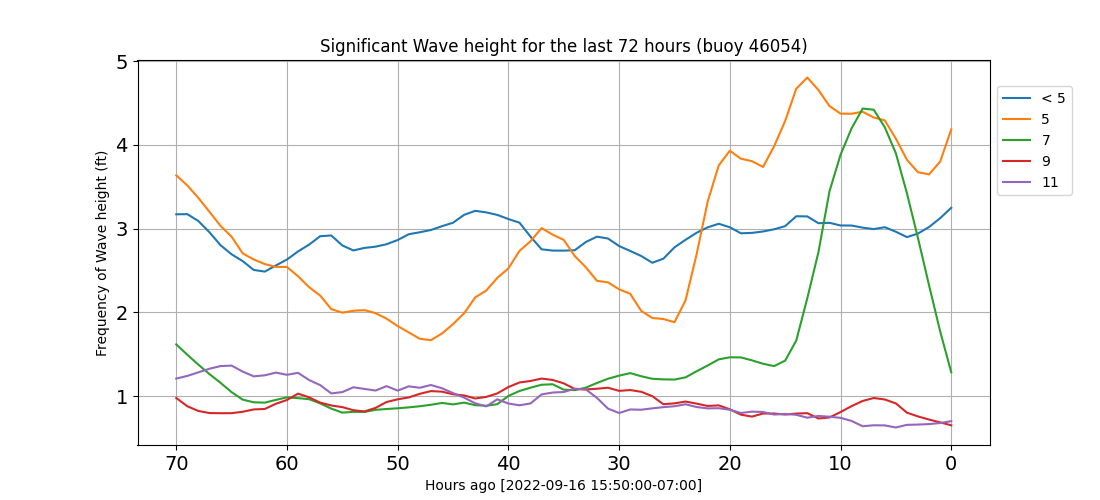 Significant Wave height for the last 72 hours (buoy 46054)
Frequency of Wave height (ft)
5
4
3
2
1
70 60 50 40 30 20 10 0
Hours ago [2022-09-16 15:50:00-07:00]
< 5
5
7
9
11